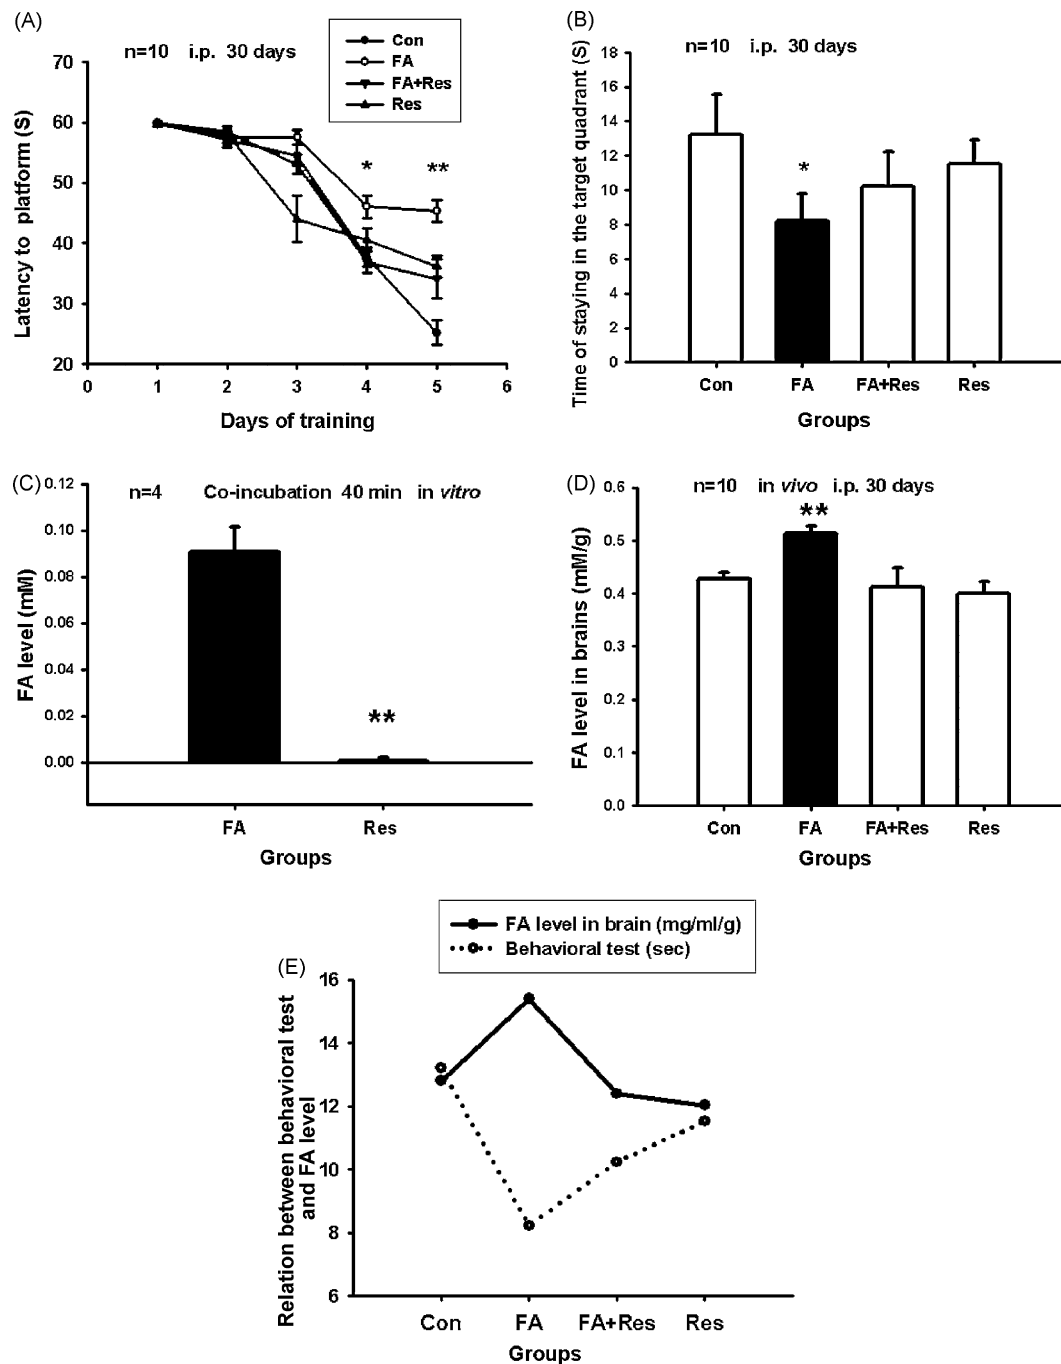 (A)
n=10 i.p. 30 days
Con
FA
FA+Res
Res
Latency to platform (S)
70
60
50
40
30
20
0 1 2 3 4 5 6
* **
Days of training
(B)
n=10 i.p. 30 days
Time of staying in the target quadrant (S)
18
16
14
12
10
8
6
4
2
0
*
Con FA FA+Res Res
Groups
(C)
n=4 Co-incubation 40 min in vitro
FA level (mM)
0.12
0.10
0.08
0.06
0.04
0.02
0.00
**
FA Res
Groups
(D)
n=10 in vivo i.p. 30 days
FA level in brains (mM/g)
0.6
0.5
0.4
0.3
0.2
0.1
0.0
**
Con FA FA+Res Res
Groups
(E)
FA level in brain (mg/ml/g)
Behavioral test (sec)
Relation between behavioral test
and FA level
16
14
12
10
8
6
Con FA FA+Res Res
Groups